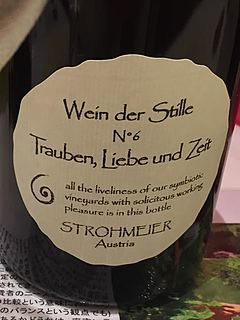 Wein der Stille
N°6
Trauben, Liebe und Zeit
all the liveliness of our symbiotic
vineyards with solicitous working
pleasure is in this bottle
STROHMEIER
Austria